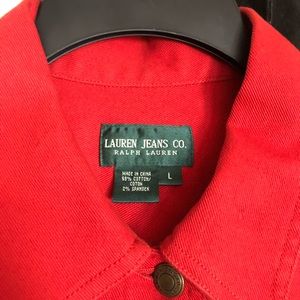 LAUREN JEANS CO.
RALPH LAUREN
MADE IN CHINA
98% COTTON/
COTON
2% SPANDEX
L